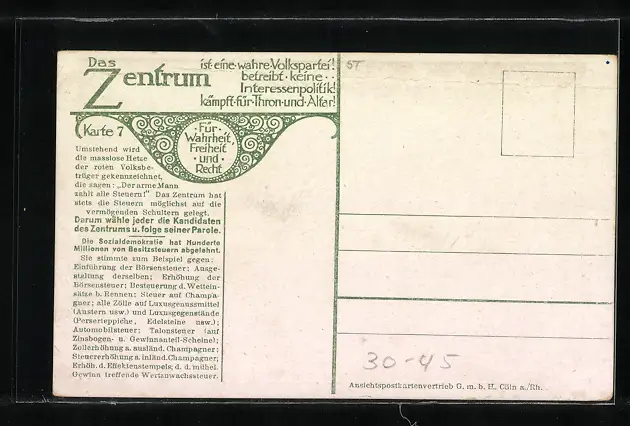 Das Zentrum
ist eine wahre Volkspartei!
betreibt keine
Interessenpolitik!
kämpft für Thron und Altar!
Karte 7
Für
Wahrheit,
Freiheit
und
Recht
Umstehend wird
die masslose Hetze
der roten Volksbe-
trüger gekennzeichnet,
die sagen: „Der arme Mann
zahlt alle Steuern!" Das Zentrum hat
stets die Steuern möglichst auf die
vermögenden Schultern gelegt.
Darum wähle jeder die Kandidaten
des Zentrums u. folge seiner Parole.
Die Sozialdemokratie hat Hunderte
Millionen von Besitzsteuern abgelehnt.
Sie stimmte zum Beispiel gegen:
Einführung der Börsensteuer; Ausge-
staltung derselben; Erhöhung der
Börsensteuer; Besteuerung d. Wettein-
sätze b. Rennen; Steuer auf Champa-
gner; alle Zölle auf Luxusgenussmittel
(Austern usw.) und Luxusgegenstände
(Perserteppiche, Edelsteine usw.);
Automobilsteuer; Talonsteuer (auf
Zinsbogen- u. Gewinnanteil-Scheine);
Zollerhöhung a. ausländ. Champagner;
Steuererhöhung a. inländ. Champagner;
Erhöh. d. Effektenstempels; d. d. mühel.
Gewinn treffende Wertzuwachssteuer.
ST
30-45
Ansichtspostkartenvertrieb G. m. b. H. Cöln a./Rh.